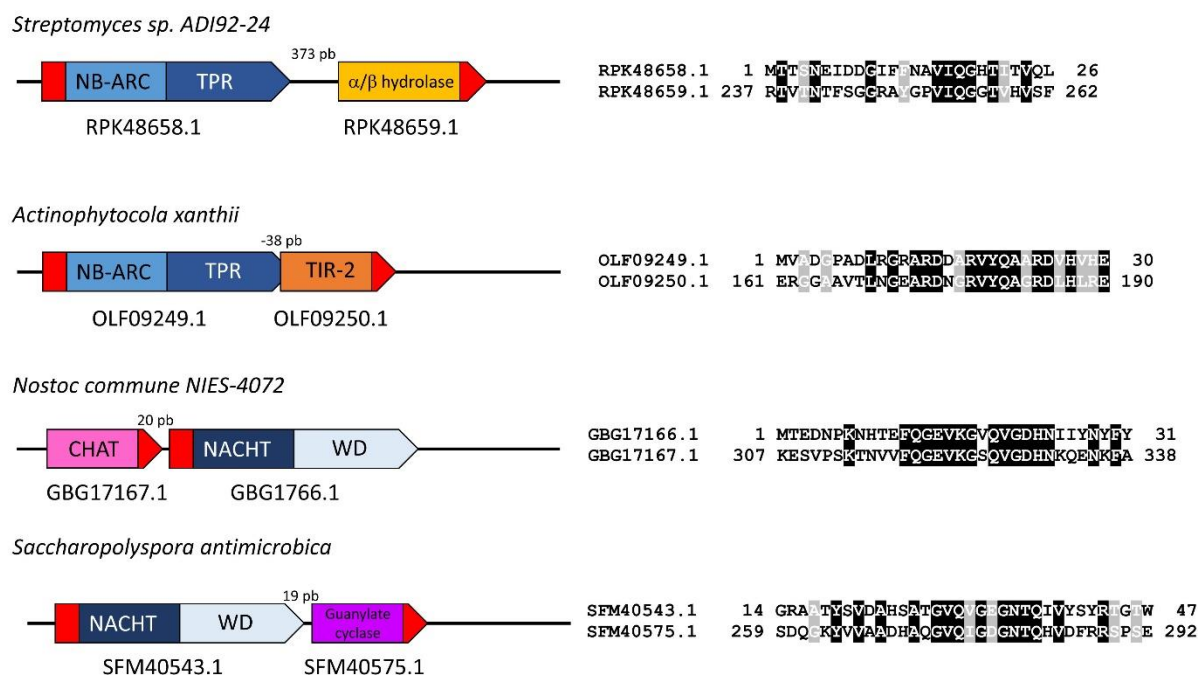 Streptomyces sp. ADI92-24
373 pb
NB-ARC TPR α/β hydrolase
RPK48658.1 RPK48659.1
RPK48658.1 1 MTTSNEIDDGIFFNAVIQGHTITVQL 26
RPK48659.1 237 RTVTNTFSGGRAYGPVIQGGTVHVSF 262
Actinophytocola xanthii
-38 pb
NB-ARC TPR TIR-2
OLF09249.1 OLF09250.1
OLF09249.1 1 MVADGPADLRGRARDDARVYQAARDVHVHE 30
OLF09250.1 161 ERGGAAVTLNGEARDNGRVYQAGRDLHLRE 190
Nostoc commune NIES-4072
20 pb
CHAT NACHT WD
GBG17167.1 GBG1766.1
GBG17166.1 1 MTEDNPKNHTEFQGEVKGVQVGDHNIIYNYFY 31
GBG17167.1 307 KESVPSKTNVVFQGEVKGSQVGDHNKQENKFA 338
Saccharopolyspora antimicrobica
19 pb
NACHT WD Guanylate cyclase
SFM40543.1 SFM40575.1
SFM40543.1 14 GRAATYSVDAHSATGVQVGEGNTQIVYSYRTGTW 47
SFM40575.1 259 SDQGKYVVAADHAQGVQIGDGNTQHVDFRRSPSE 292